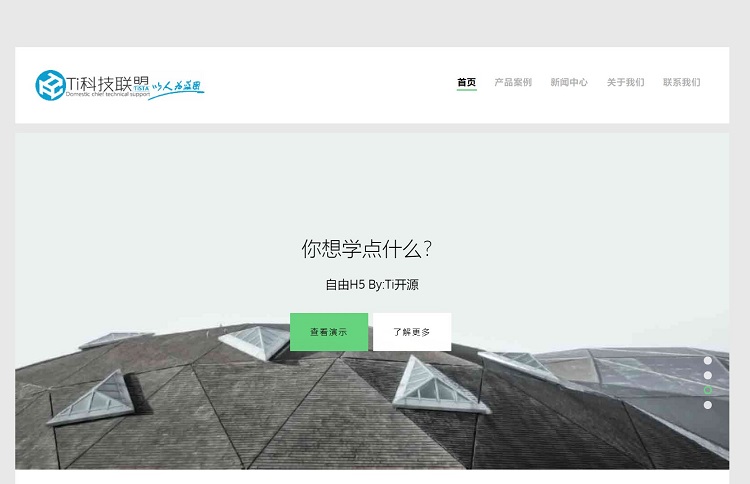 Ti科技联盟
TISTA
以人为蓝图
Domestic chief technical support
首页 产品案例 新闻中心 关于我们 联系我们
你想学点什么?
自由H5 By:Ti开源
查看演示 了解更多